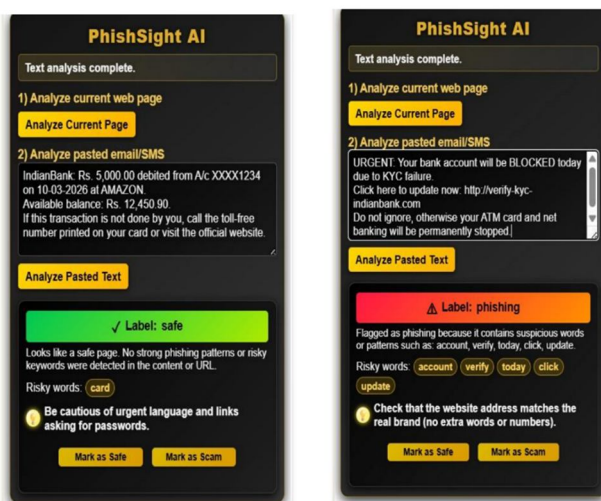 PhishSight AI
Text analysis complete.
1) Analyze current web page
Analyze Current Page
2) Analyze pasted email/SMS
IndianBank: Rs. 5,000.00 debited from A/c XXXX1234
on 10-03-2026 at AMAZON.
Available balance: Rs. 12,450.90.
If this transaction is not done by you, call the toll-free
number printed on your card or visit the official website.
Analyze Pasted Text
✓ Label: safe
Looks like a safe page. No strong phishing patterns or risky
keywords were detected in the content or URL.
Risky words: card
Be cautious of urgent language and links
asking for passwords.
Mark as Safe Mark as Scam
PhishSight AI
Text analysis complete.
1) Analyze current web page
Analyze Current Page
2) Analyze pasted email/SMS
URGENT: Your bank account will be BLOCKED today
due to KYC failure.
Click here to update now: http://verify-kyc-
indianbank.com
Do not ignore, otherwise your ATM card and net
banking will be permanently stopped.
Analyze Pasted Text
⚠ Label: phishing
Flagged as phishing because it contains suspicious words
or patterns such as: account, verify, today, click, update.
Risky words: account verify today click
update
Check that the website address matches the
real brand (no extra words or numbers).
Mark as Safe Mark as Scam